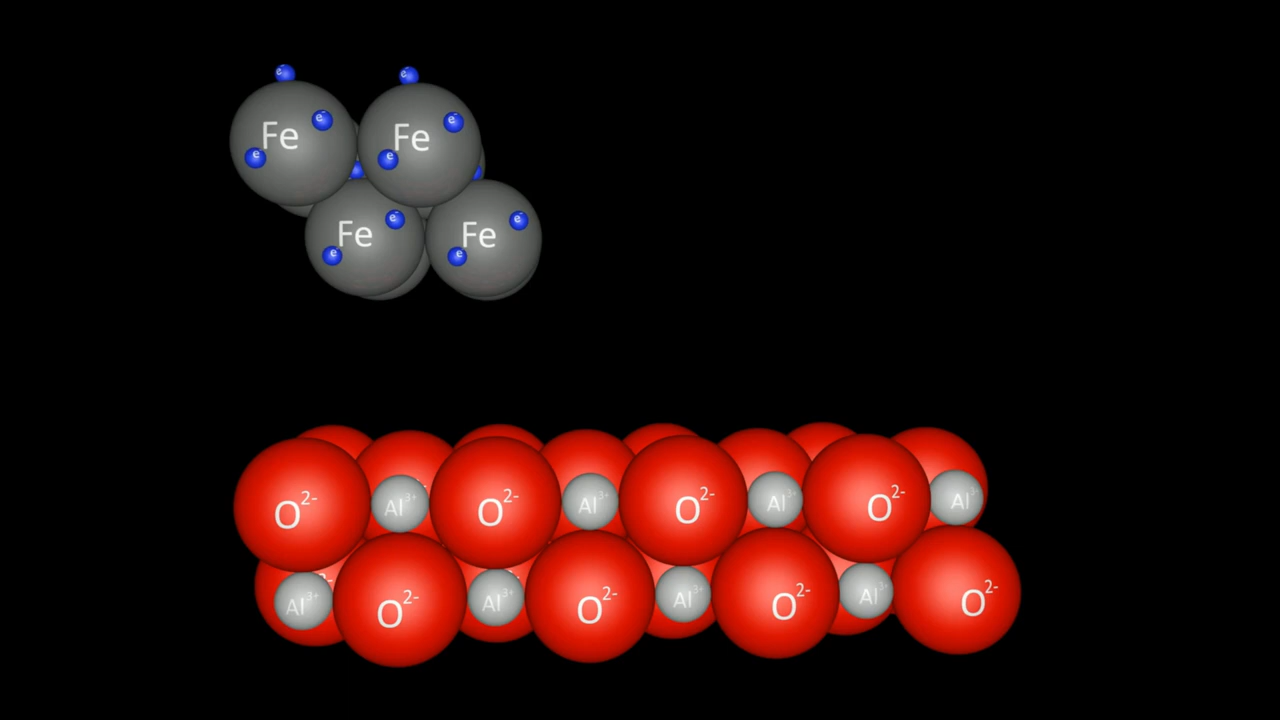 e⁻ e⁻
Fe e⁻ Fe e⁻
e⁻ e⁻
Fe e⁻ Fe e⁻
e⁻ e⁻
O²⁻ Al³⁺ O²⁻ Al³⁺ O²⁻ Al³⁺ O²⁻ Al³⁺
Al³⁺ O²⁻ Al³⁺ O²⁻ Al³⁺ O²⁻ Al³⁺ O²⁻